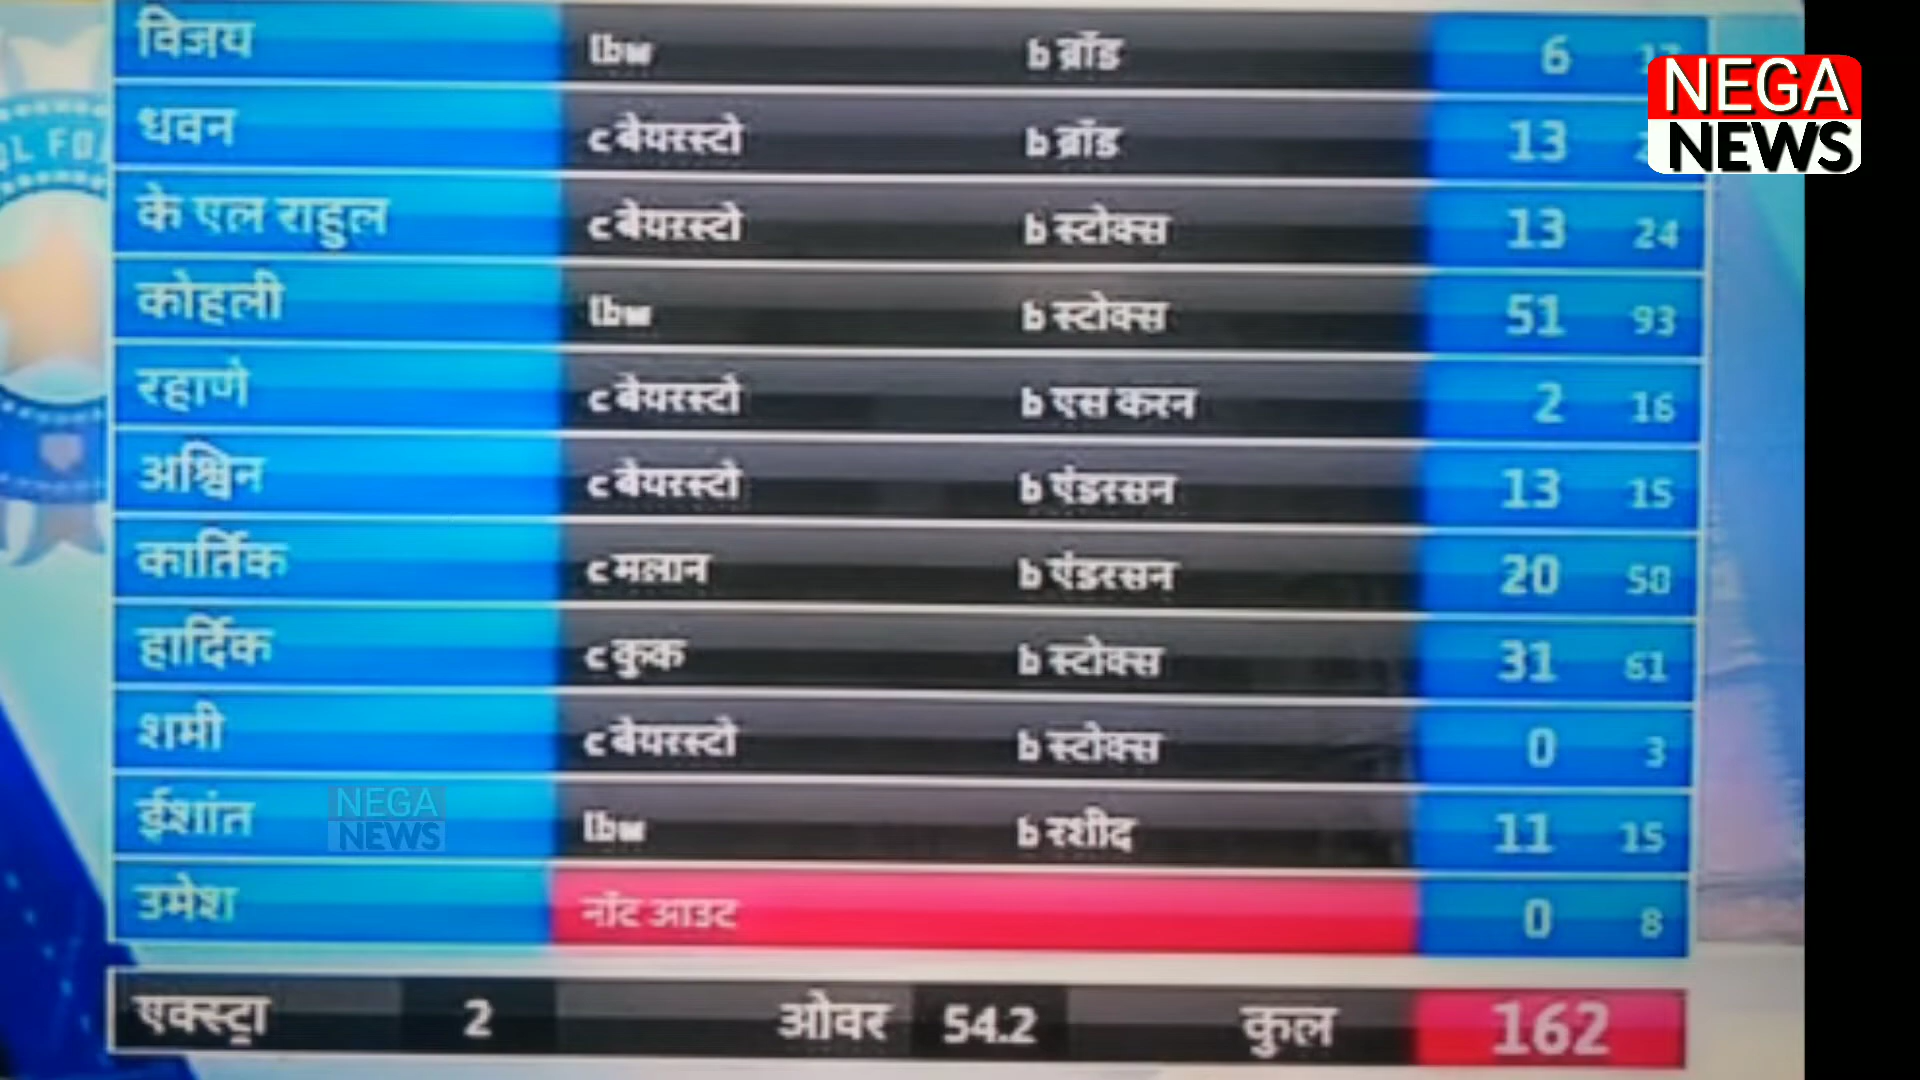 विजय lbw b ब्रॉड 6
NEGA
NEWS
धवन c बेयरस्टो b ब्रॉड 13
के एल राहुल c बेयरस्टो b स्टोक्स 13 24
कोहली lbw b स्टोक्स 51 93
रहाणे c बेयरस्टो b एस करन 2 16
अश्विन c बेयरस्टो b एंडरसन 13 15
कार्तिक c मलान b एंडरसन 20 50
हार्दिक c कुक b स्टोक्स 31 61
शमी c बेयरस्टो b स्टोक्स 0 3
ईशांत lbw b रशीद 11 15
NEGA
NEWS
उमेश नॉट आउट 0 8
एक्स्ट्रा 2 ओवर 54.2 कुल 162